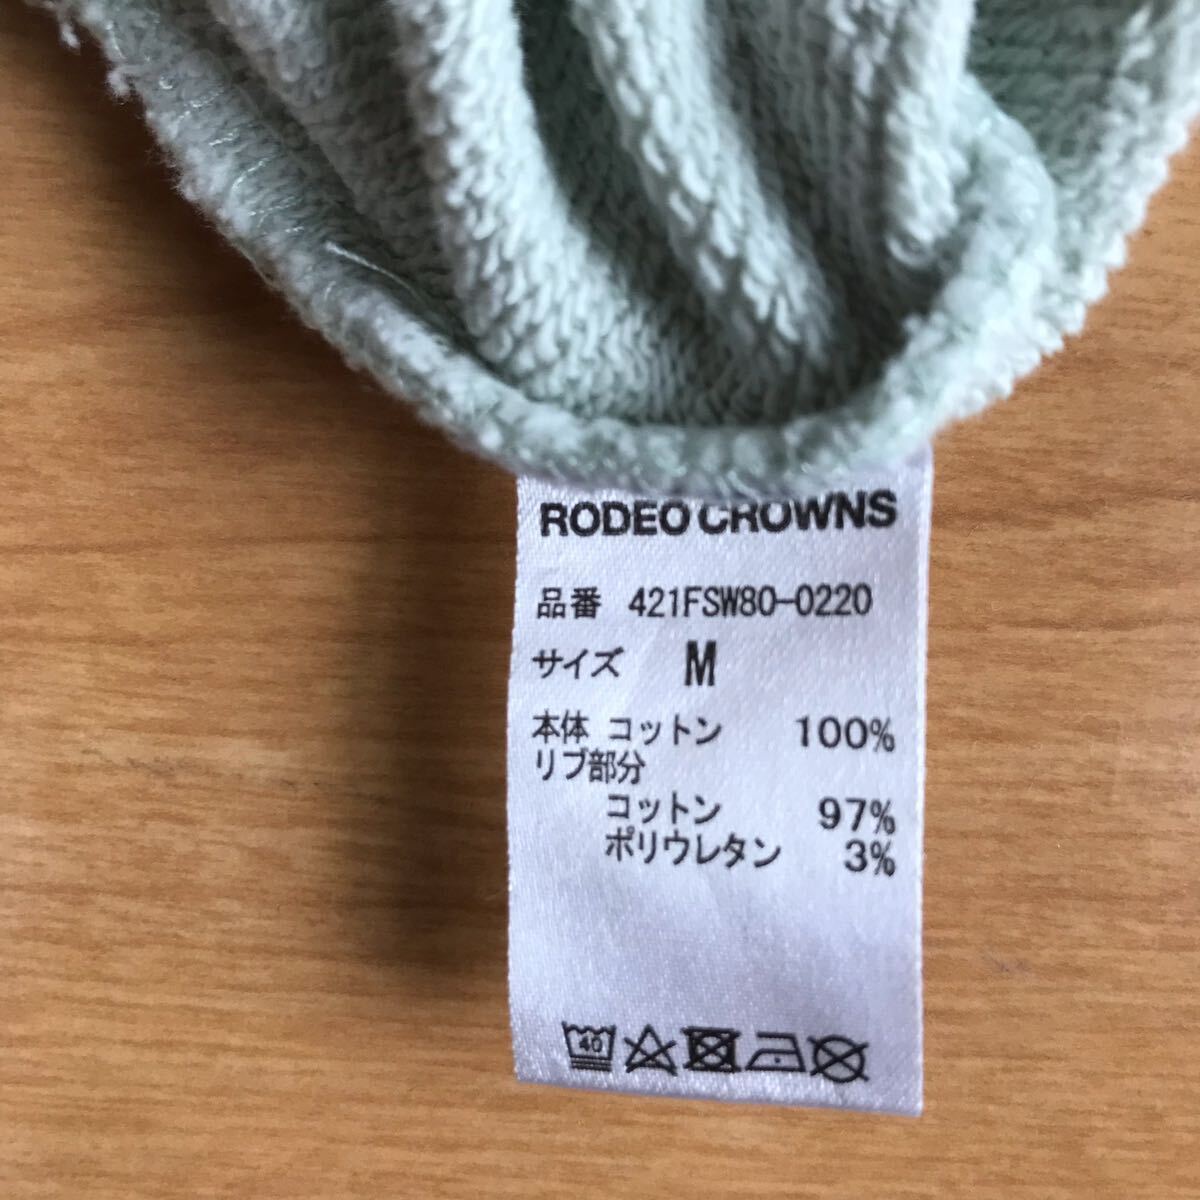 RODEO CROWNS
品番 421FSW80-0220
サイズ M
本体 コットン 100%
リブ部分
コットン 97%
ポリウレタン 3%
40